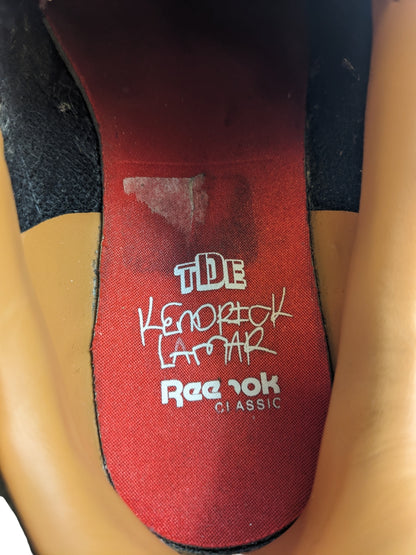 TDE
KENDRICK
LAMAR
Reebok
CLASSIC